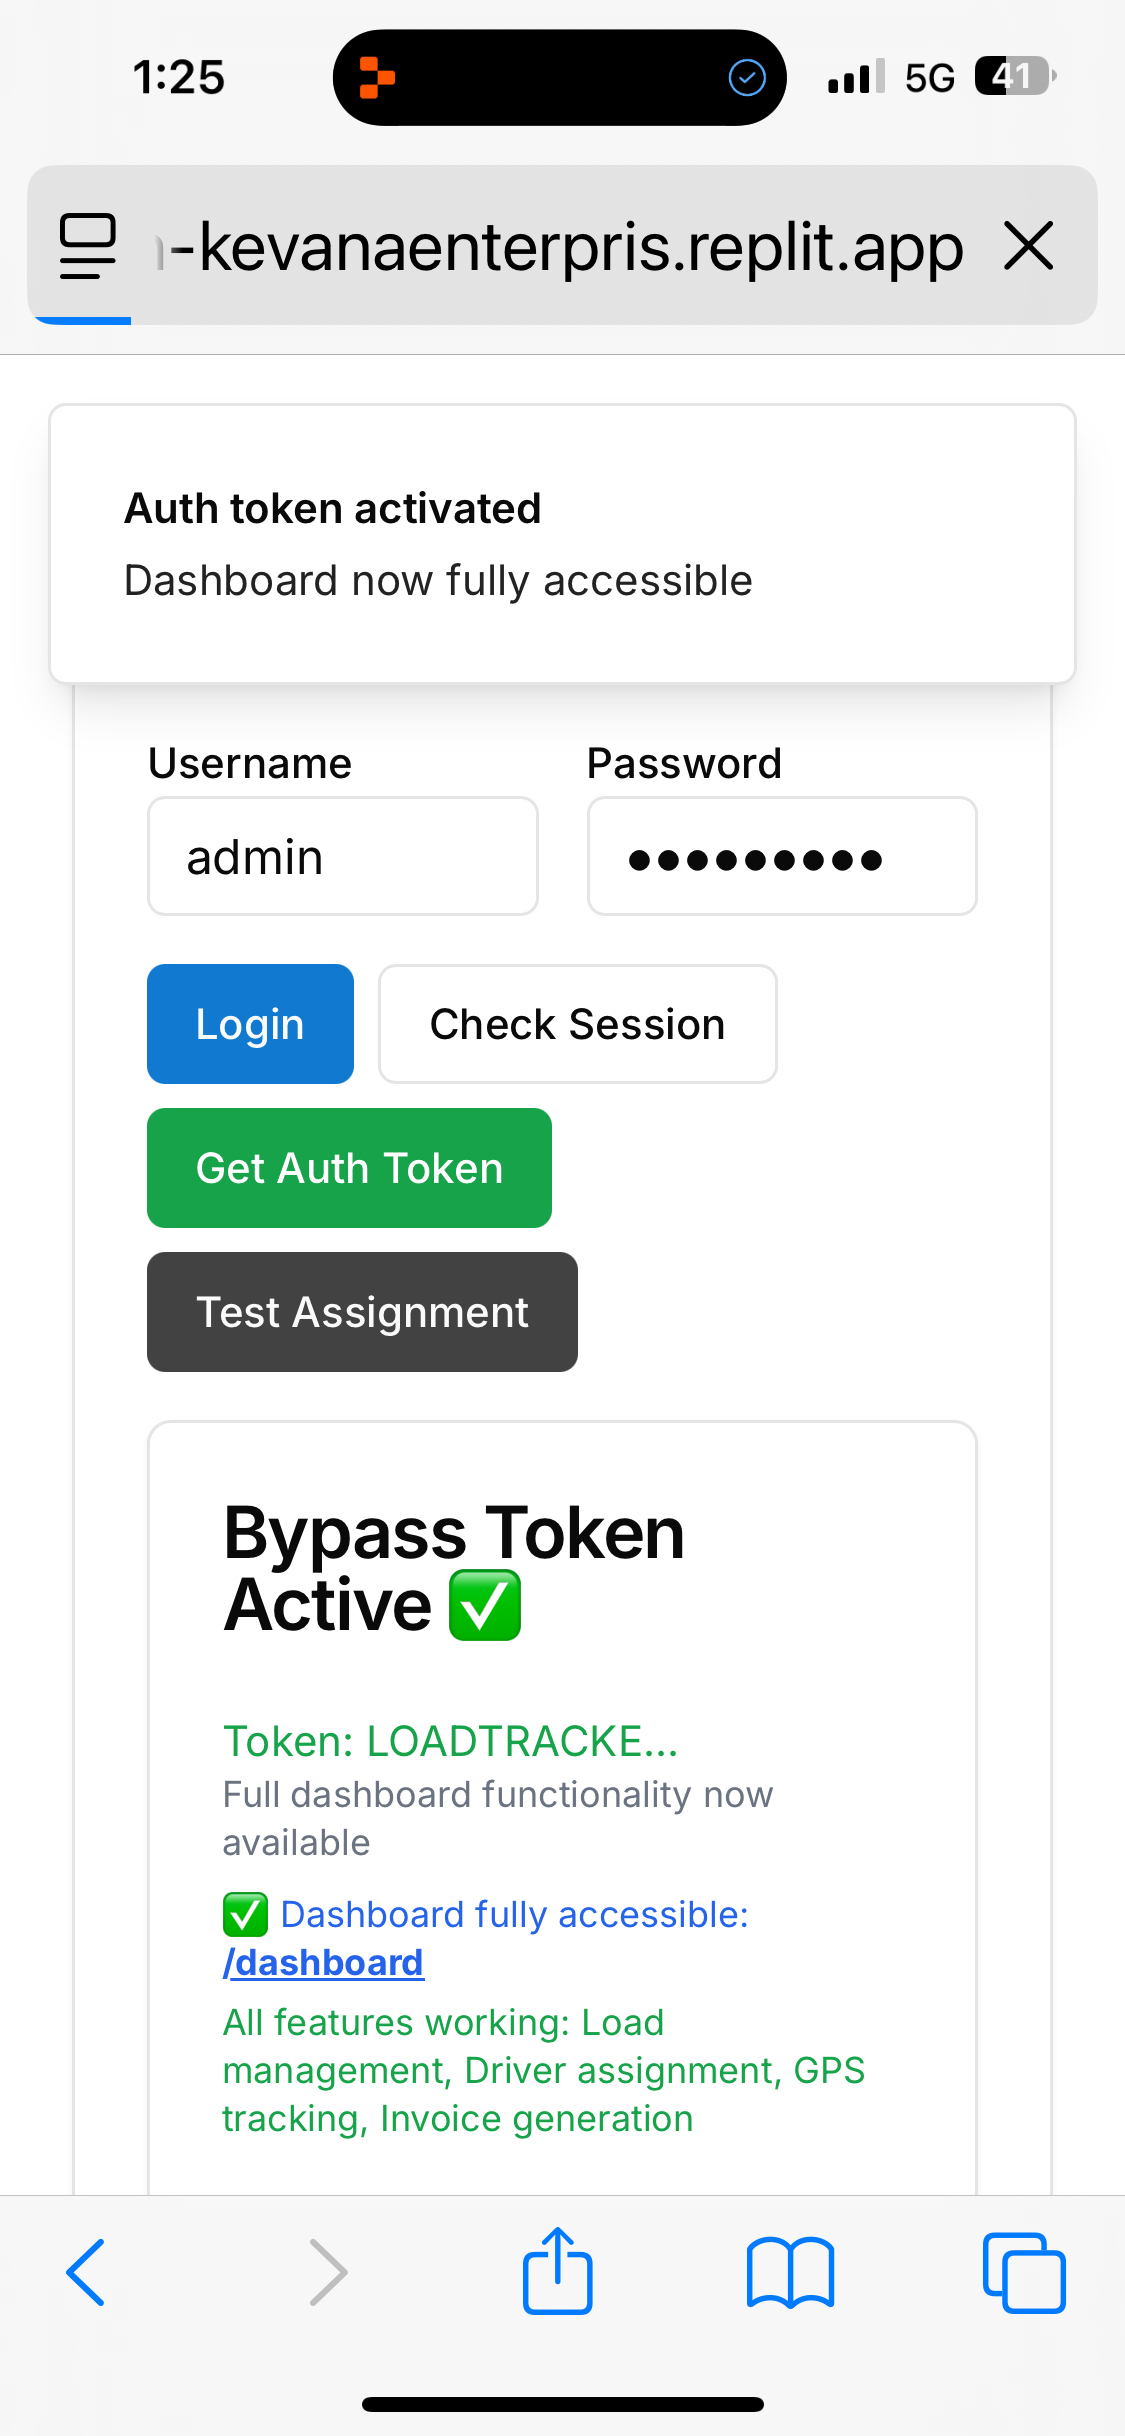 1:25
5G
41
-kevanaenterpris.replit.app
Auth token activated
Dashboard now fully accessible
Username
Password
admin
●●●●●●●●●
Login
Check Session
Get Auth Token
Test Assignment
Bypass Token
Active ✅
Token: LOADTRACKE...
Full dashboard functionality now
available
✅ Dashboard fully accessible:
/dashboard
All features working: Load
management, Driver assignment, GPS
tracking, Invoice generation